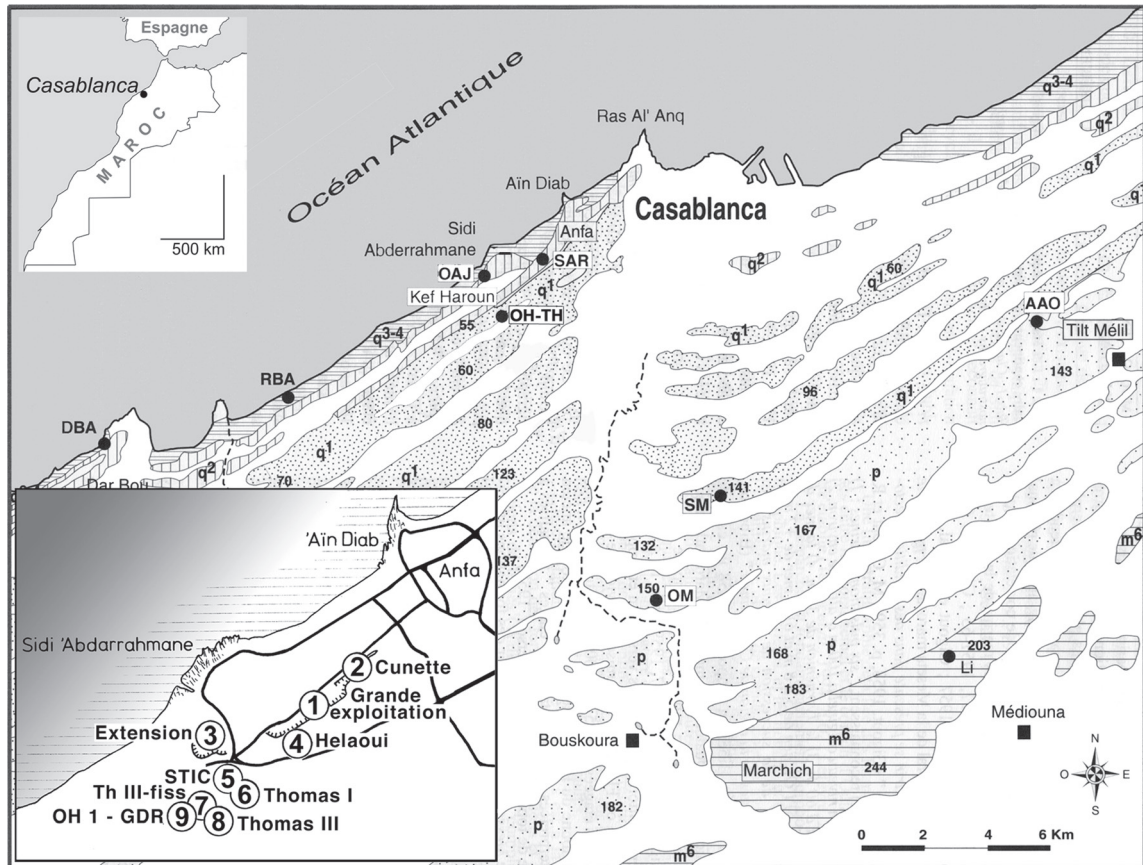 Espagne
Casablanca
MAROC
500 km
Océan Atlantique
Ras Al' Anq
Aïn Diab
Casablanca
Sidi
Abderrahmane
Anfa
SAR
OAJ
Kef Haroun
q1
OH-TH
55
q3-4
60
RBA
80
DBA
q1
q2
q1
70
123
137
Dar Bou
q3-4
q2
q1
q
q2
q1 60
q1
AAO
Tilt Mélil
143
96
q1
141
SM
p
167
132
150
OM
m6
p
168
p
183
203
Li
Médiouna
Bouskoura
m6
Marchich
244
182
p
m6
N
O
E
S
0 2 4 6 Km
'Aïn Diab
Anfa
Sidi 'Abdarrahmane
2 Cunette
1 Grande
exploitation
Extension 3
4 Helaoui
STIC 5
6 Thomas I
Th III-fiss 7
OH 1 - GDR 9
8 Thomas III